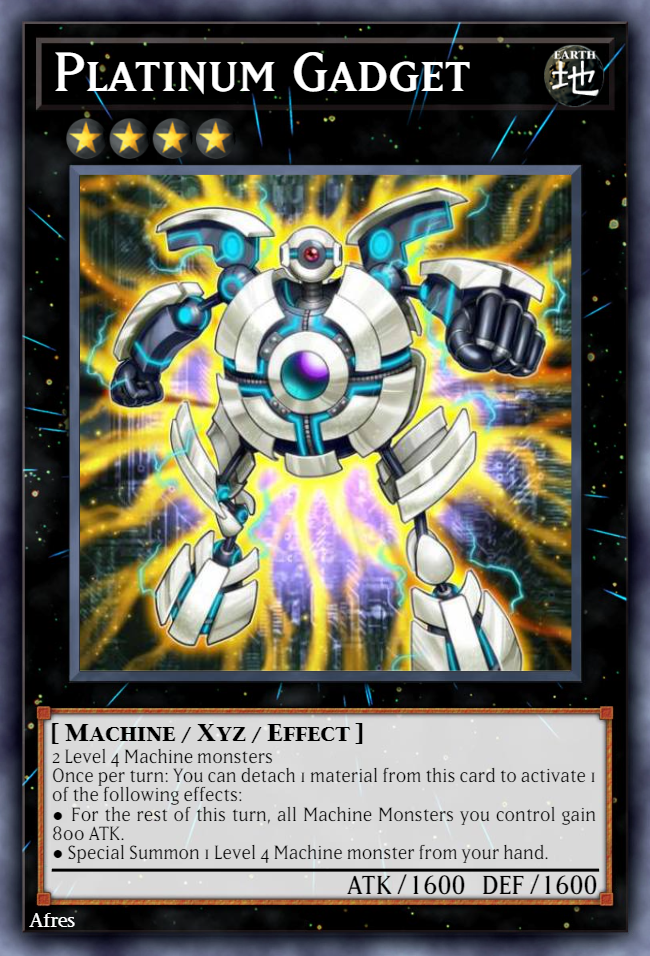 Platinum Gadget
EARTH
地
[ Machine / Xyz / Effect ]
2 Level 4 Machine monsters
Once per turn: You can detach 1 material from this card to activate 1
of the following effects:
● For the rest of this turn, all Machine Monsters you control gain
800 ATK.
● Special Summon 1 Level 4 Machine monster from your hand.
ATK / 1600 DEF / 1600
Afres